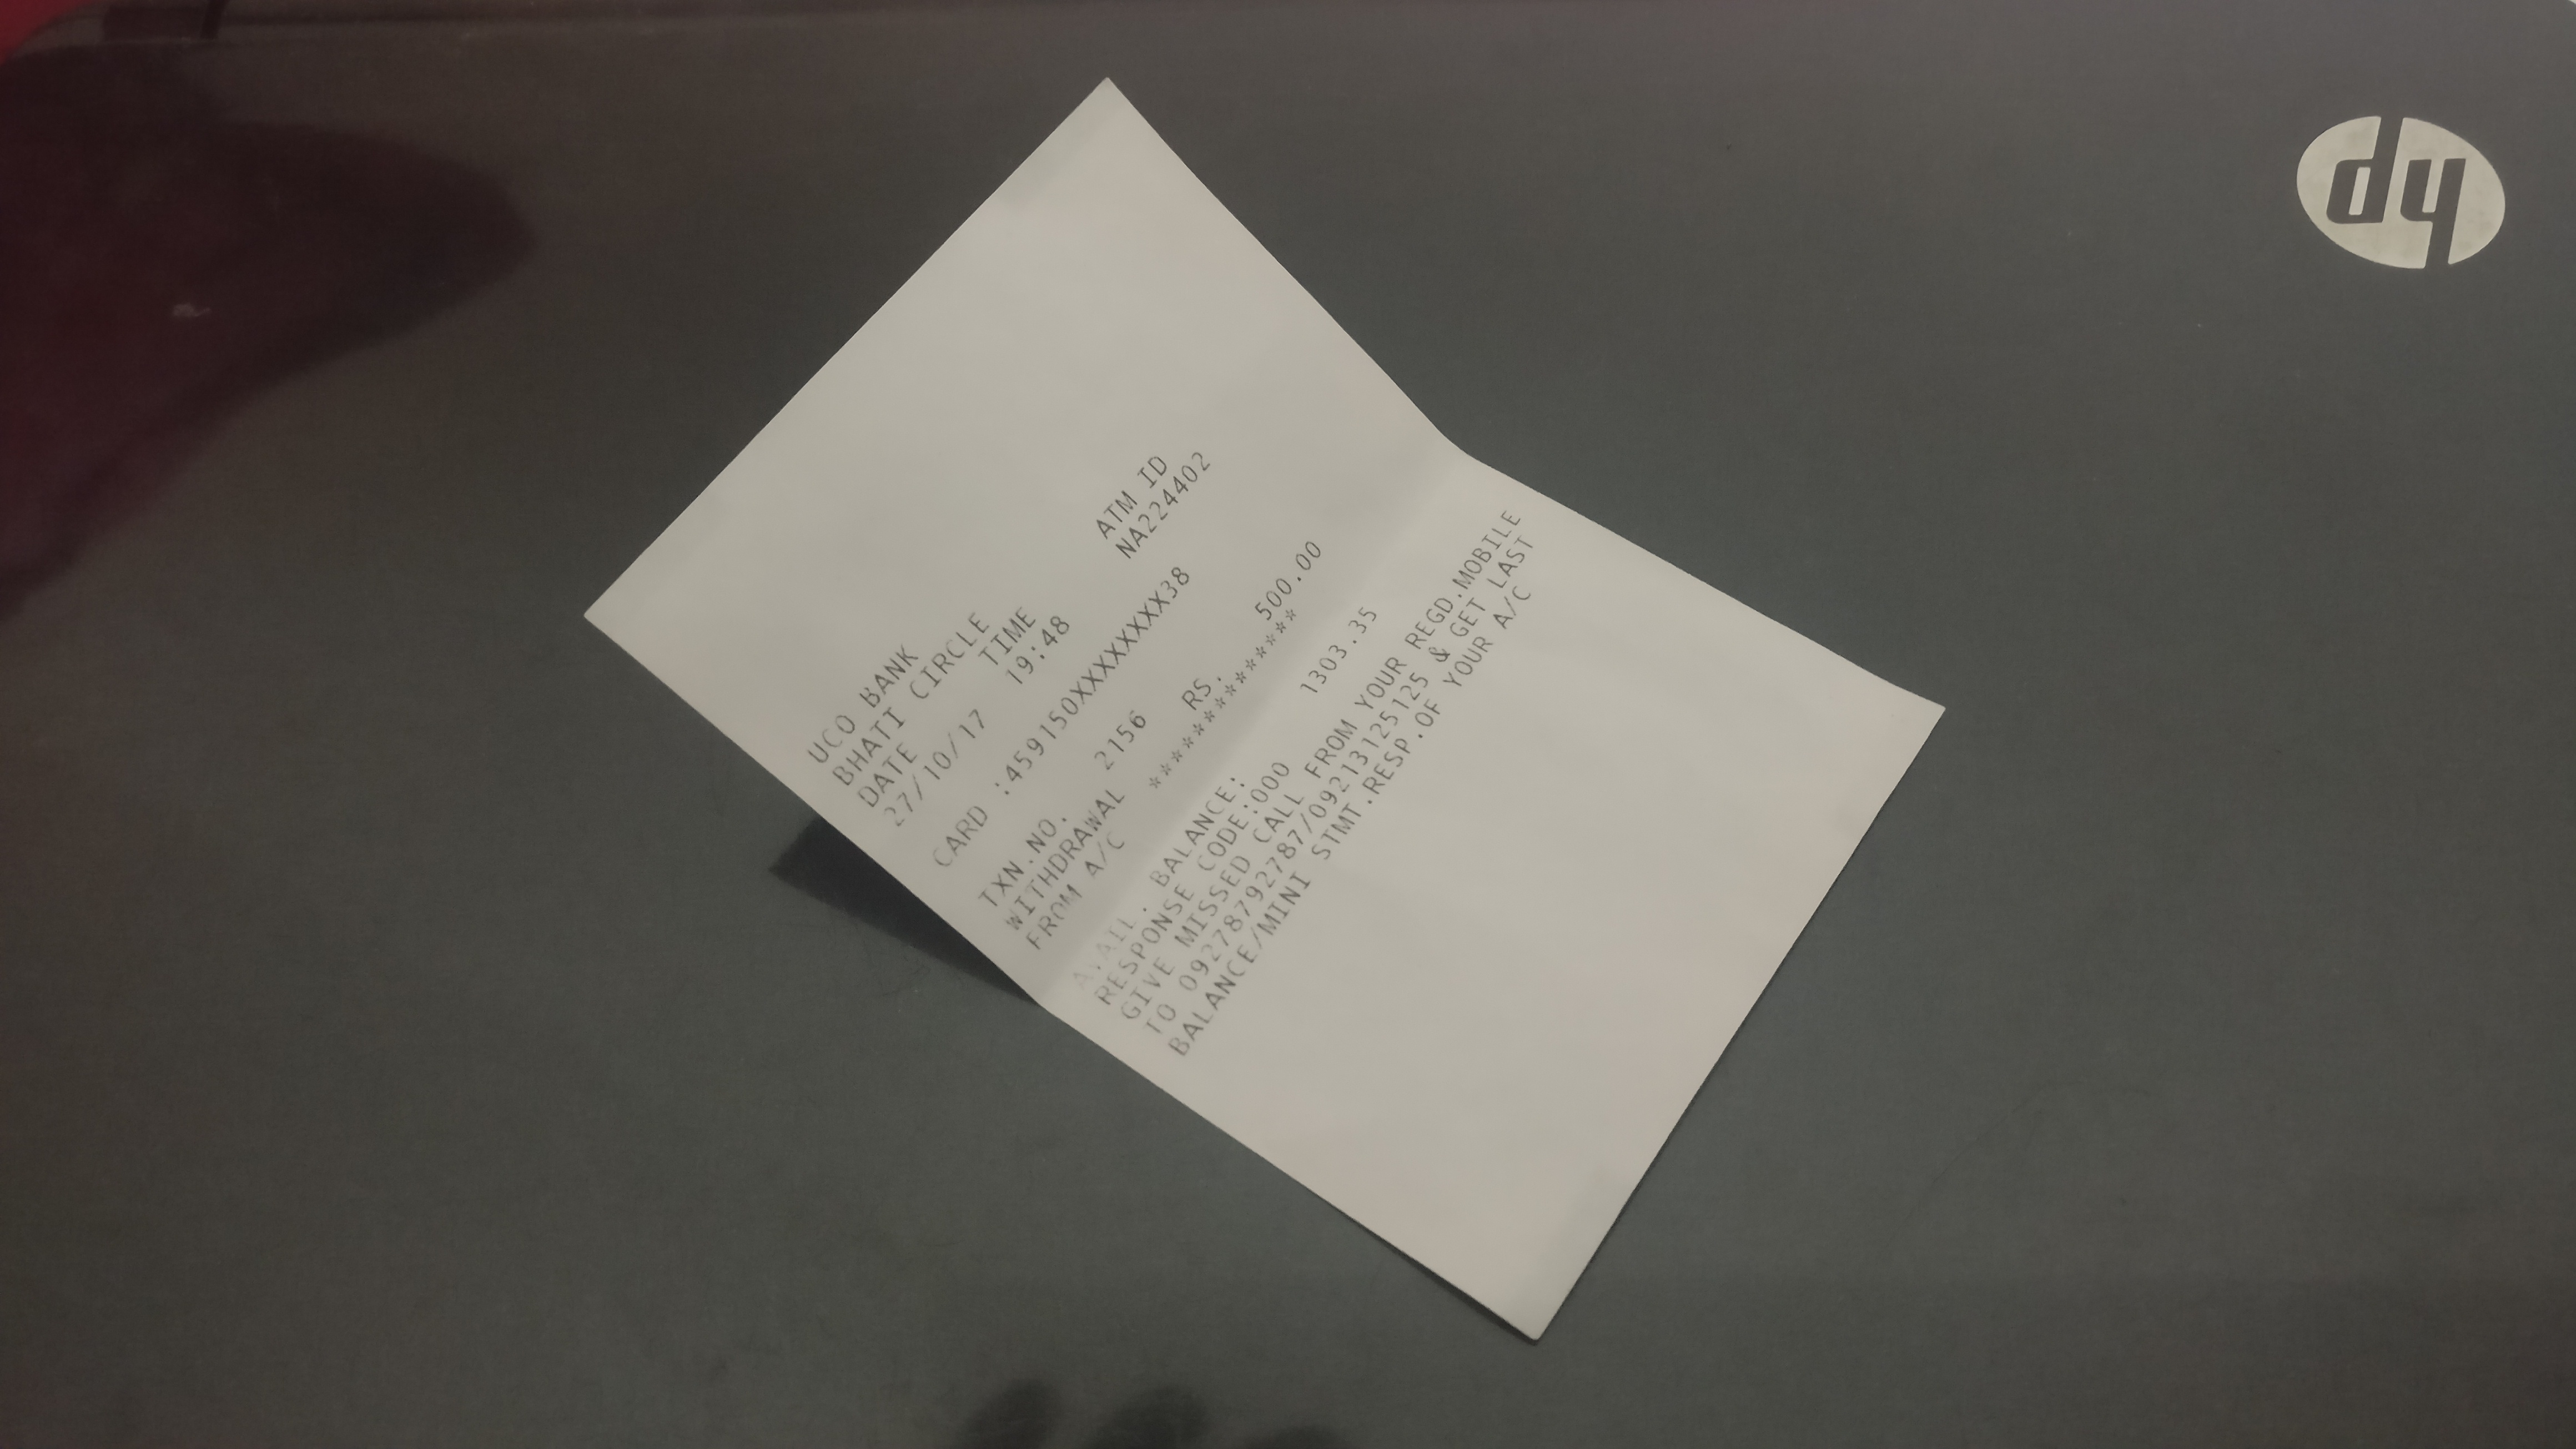 UCO BANK
BHATI CIRCLE
DATE TIME ATM ID
27/10/17 19:48 NA224402
CARD :459150XXXXXXXXXXX38
TXN.NO. 2156
WITHDRAWAL RS. 500.00
FROM A/C ***************
AVAIL. BALANCE: 1303.35
RESPONSE CODE:000
GIVE MISSED CALL FROM YOUR REGD.MOBILE
TO 09278792787/09213125125 & GET LAST
BALANCE/MINI STMT.RESP.OF YOUR A/C
hp